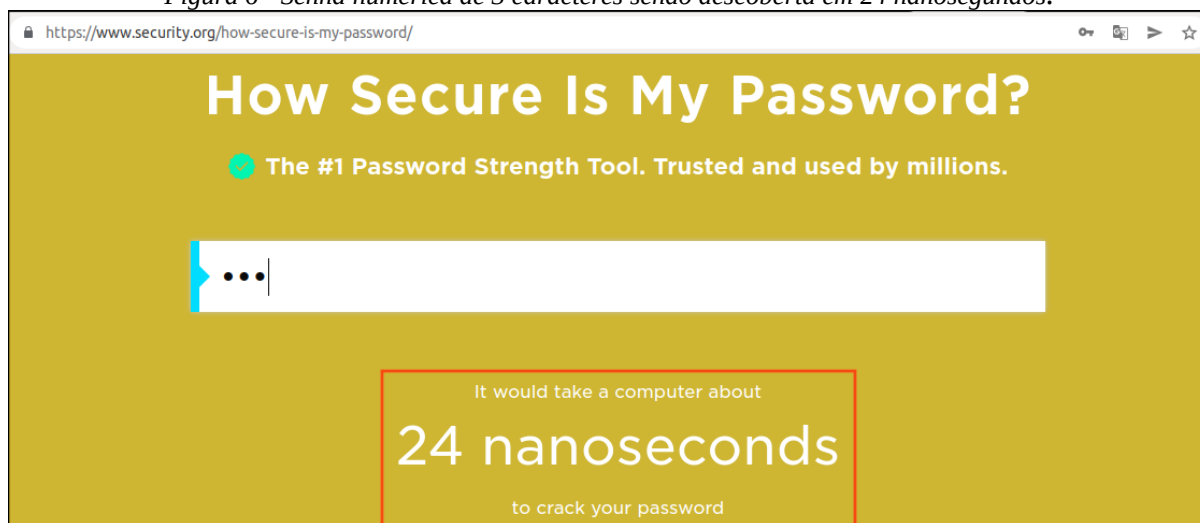 Figura 6 - Senha numérica de 3 caracteres sendo descoberta em 24 nanosegundos.
https://www.security.org/how-secure-is-my-password/
How Secure Is My Password?
The #1 Password Strength Tool. Trusted and used by millions.
•••
It would take a computer about
24 nanoseconds
to crack your password